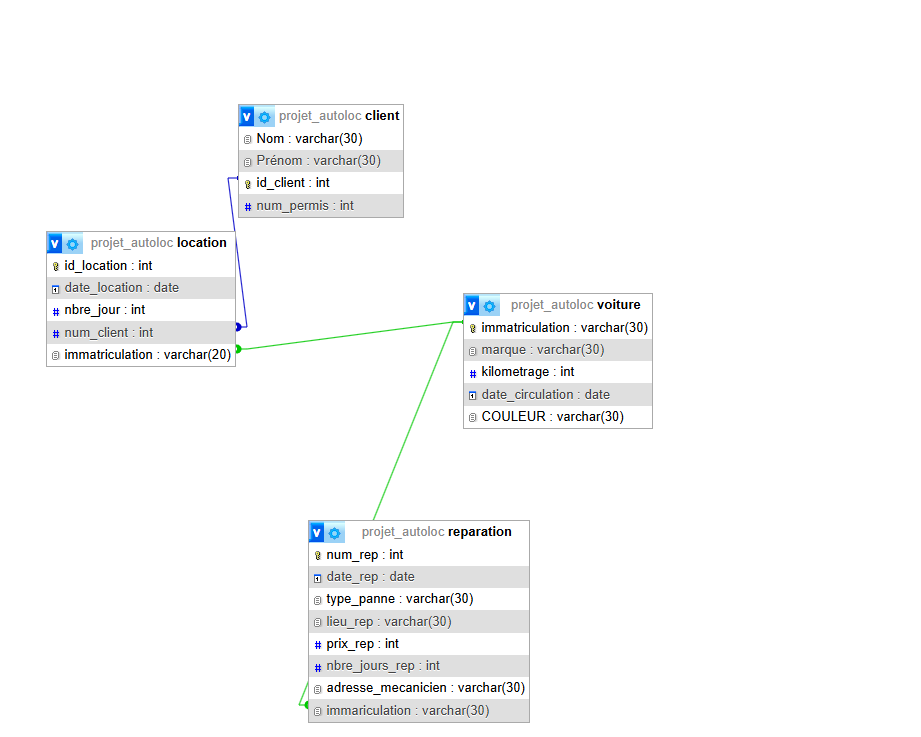 projet_autoloc client
Nom : varchar(30)
Prénom : varchar(30)
id_client : int
num_permis : int
projet_autoloc location
id_location : int
date_location : date
nbre_jour : int
num_client : int
immatriculation : varchar(20)
projet_autoloc voiture
immatriculation : varchar(30)
marque : varchar(30)
kilometrage : int
date_circulation : date
COULEUR : varchar(30)
projet_autoloc reparation
num_rep : int
date_rep : date
type_panne : varchar(30)
lieu_rep : varchar(30)
prix_rep : int
nbre_jours_rep : int
adresse_mecanicien : varchar(30)
immariculation : varchar(30)